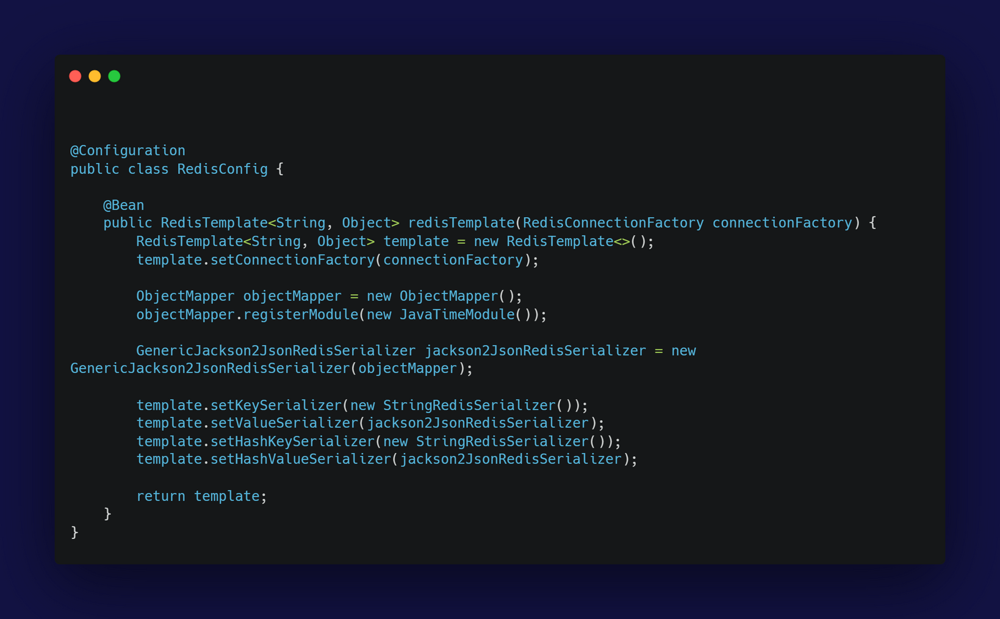 @Configuration
public class RedisConfig {
    @Bean
    public RedisTemplate<String, Object> redisTemplate(RedisConnectionFactory connectionFactory) {
        RedisTemplate<String, Object> template = new RedisTemplate<>();
        template.setConnectionFactory(connectionFactory);
        ObjectMapper objectMapper = new ObjectMapper();
        objectMapper.registerModule(new JavaTimeModule());
        GenericJackson2JsonRedisSerializer jackson2JsonRedisSerializer = new
GenericJackson2JsonRedisSerializer(objectMapper);
        template.setKeySerializer(new StringRedisSerializer());
        template.setValueSerializer(jackson2JsonRedisSerializer);
        template.setHashKeySerializer(new StringRedisSerializer());
        template.setHashValueSerializer(jackson2JsonRedisSerializer);
        return template;
    }
}